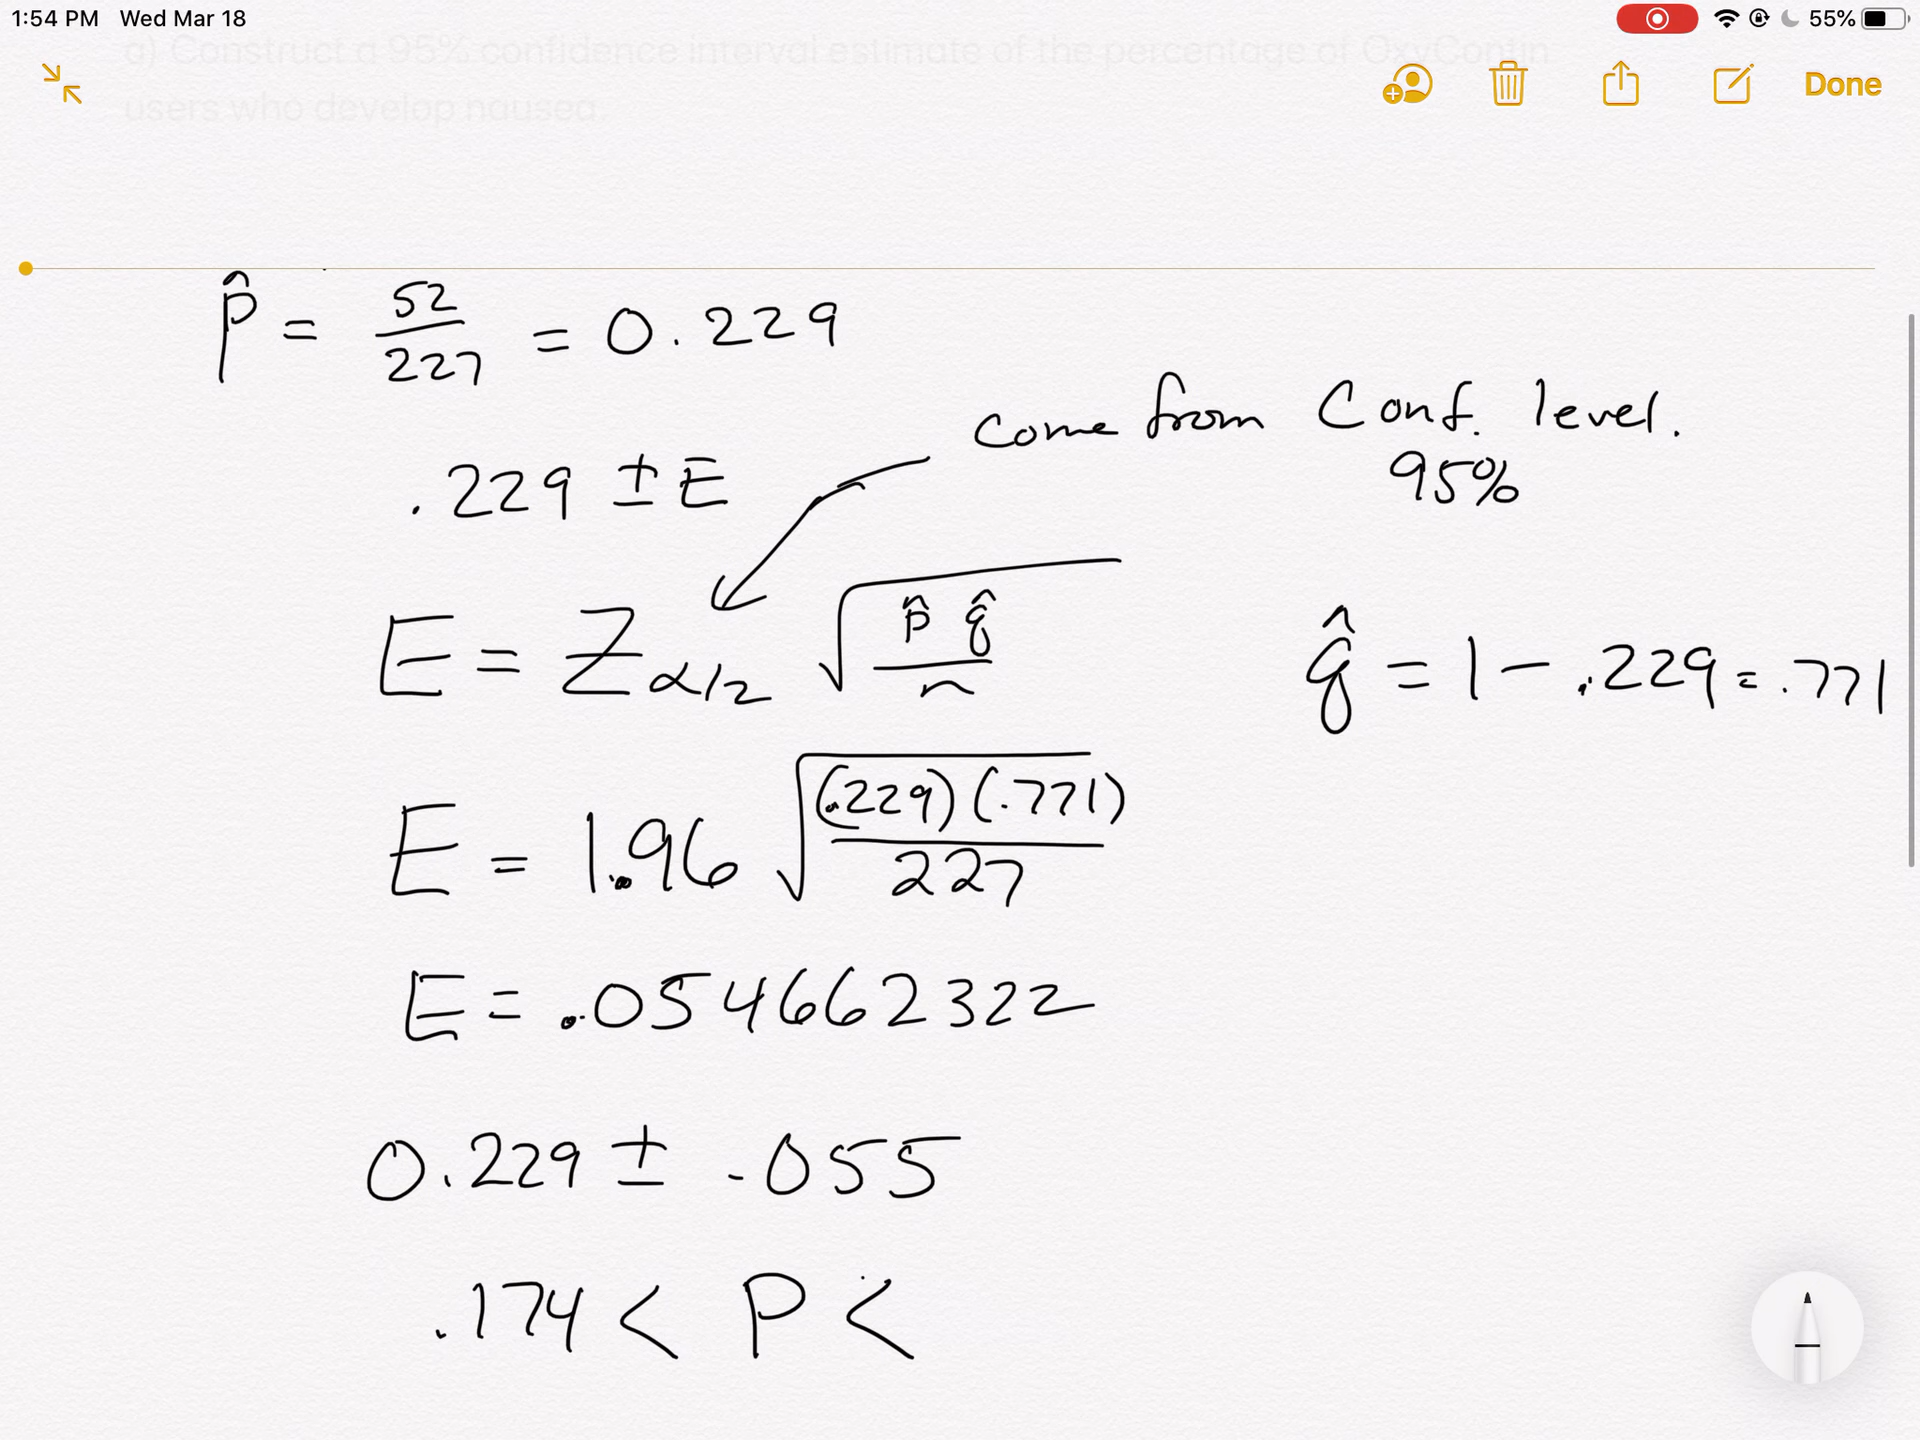 1:54 PM Wed Mar 18 55%
a) Construct a 95% confidence interval estimate of the percentage of OxyContin
users who develop nausea
Done
p̂ = 52/227 = 0.229
come from Conf. level.
95%
.229 ± E
E = Zα/2 √(p̂ q̂ / n)
q̂ = 1 - .229 = .771
E = 1.96 √((.229)(.771) / 227)
E = .054662322
0.229 ± .055
.174 < P <